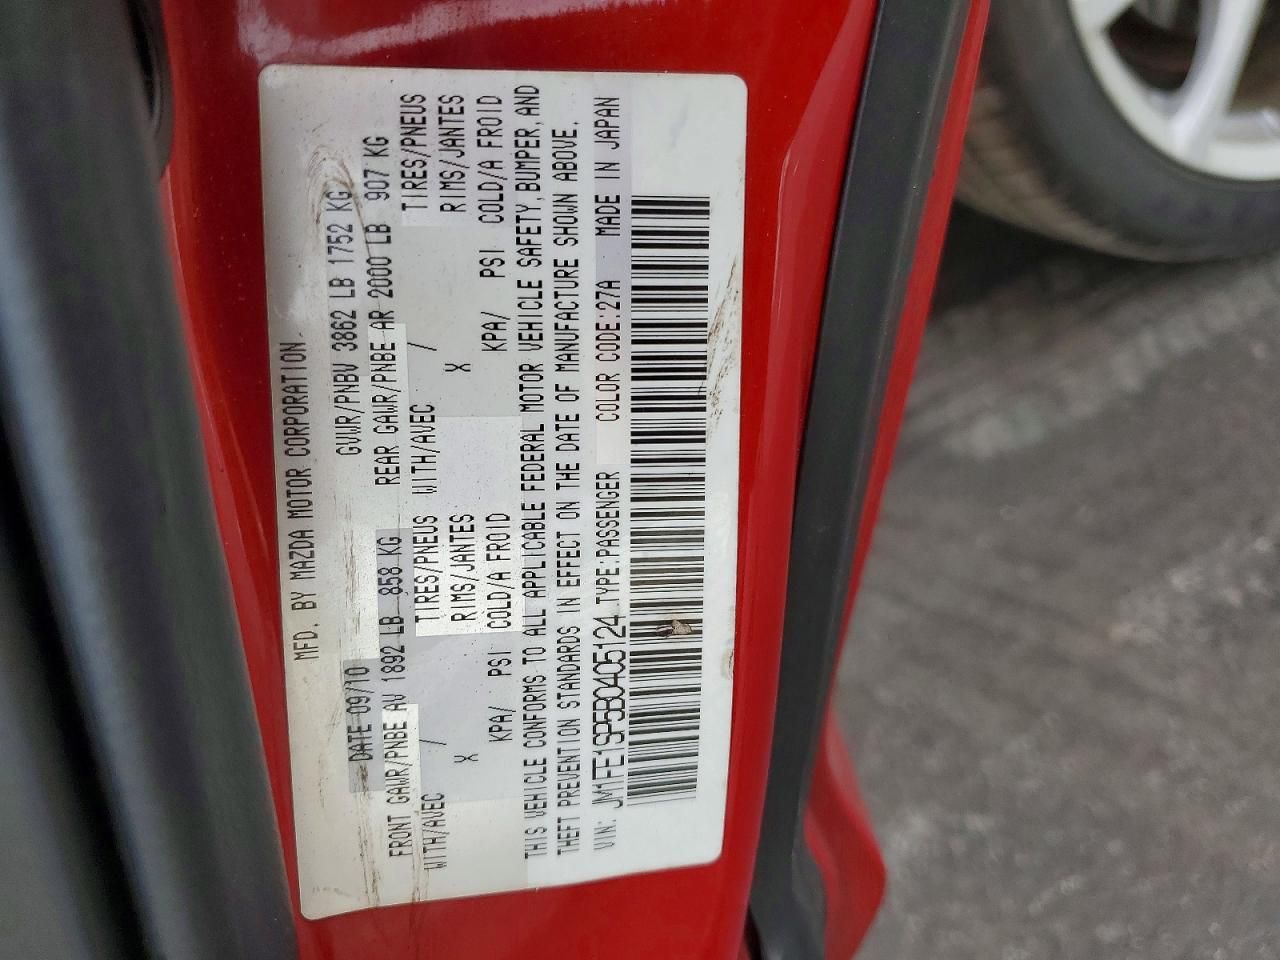 MFD. BY MAZDA MOTOR CORPORATION
DATE 09/10 GVWR/PNBV 3862 LB 1752 KG
FRONT GAWR/PNBE AV 1892 LB 858 KG REAR GAWR/PNBE AR 2000 LB 907 KG
WITH/AVEC / TIRES/PNEUS WITH/AVEC / TIRES/PNEUS
X RIMS/JANTES X RIMS/JANTES
KPA/ PSI COLD/A FROID KPA/ PSI COLD/A FROID
THIS VEHICLE CONFORMS TO ALL APPLICABLE FEDERAL MOTOR VEHICLE SAFETY, BUMPER, AND
THEFT PREVENTION STANDARDS IN EFFECT ON THE DATE OF MANUFACTURE SHOWN ABOVE.
VIN: JM1FE1SP5B0405124 TYPE:PASSENGER COLOR CODE:27A MADE IN JAPAN